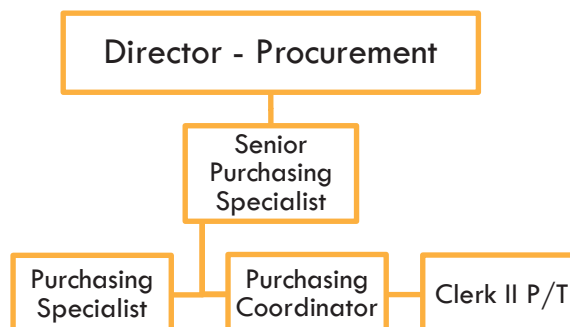 Director - Procurement
Senior
Purchasing
Specialist
Purchasing
Specialist
Purchasing
Coordinator
Clerk II P/T